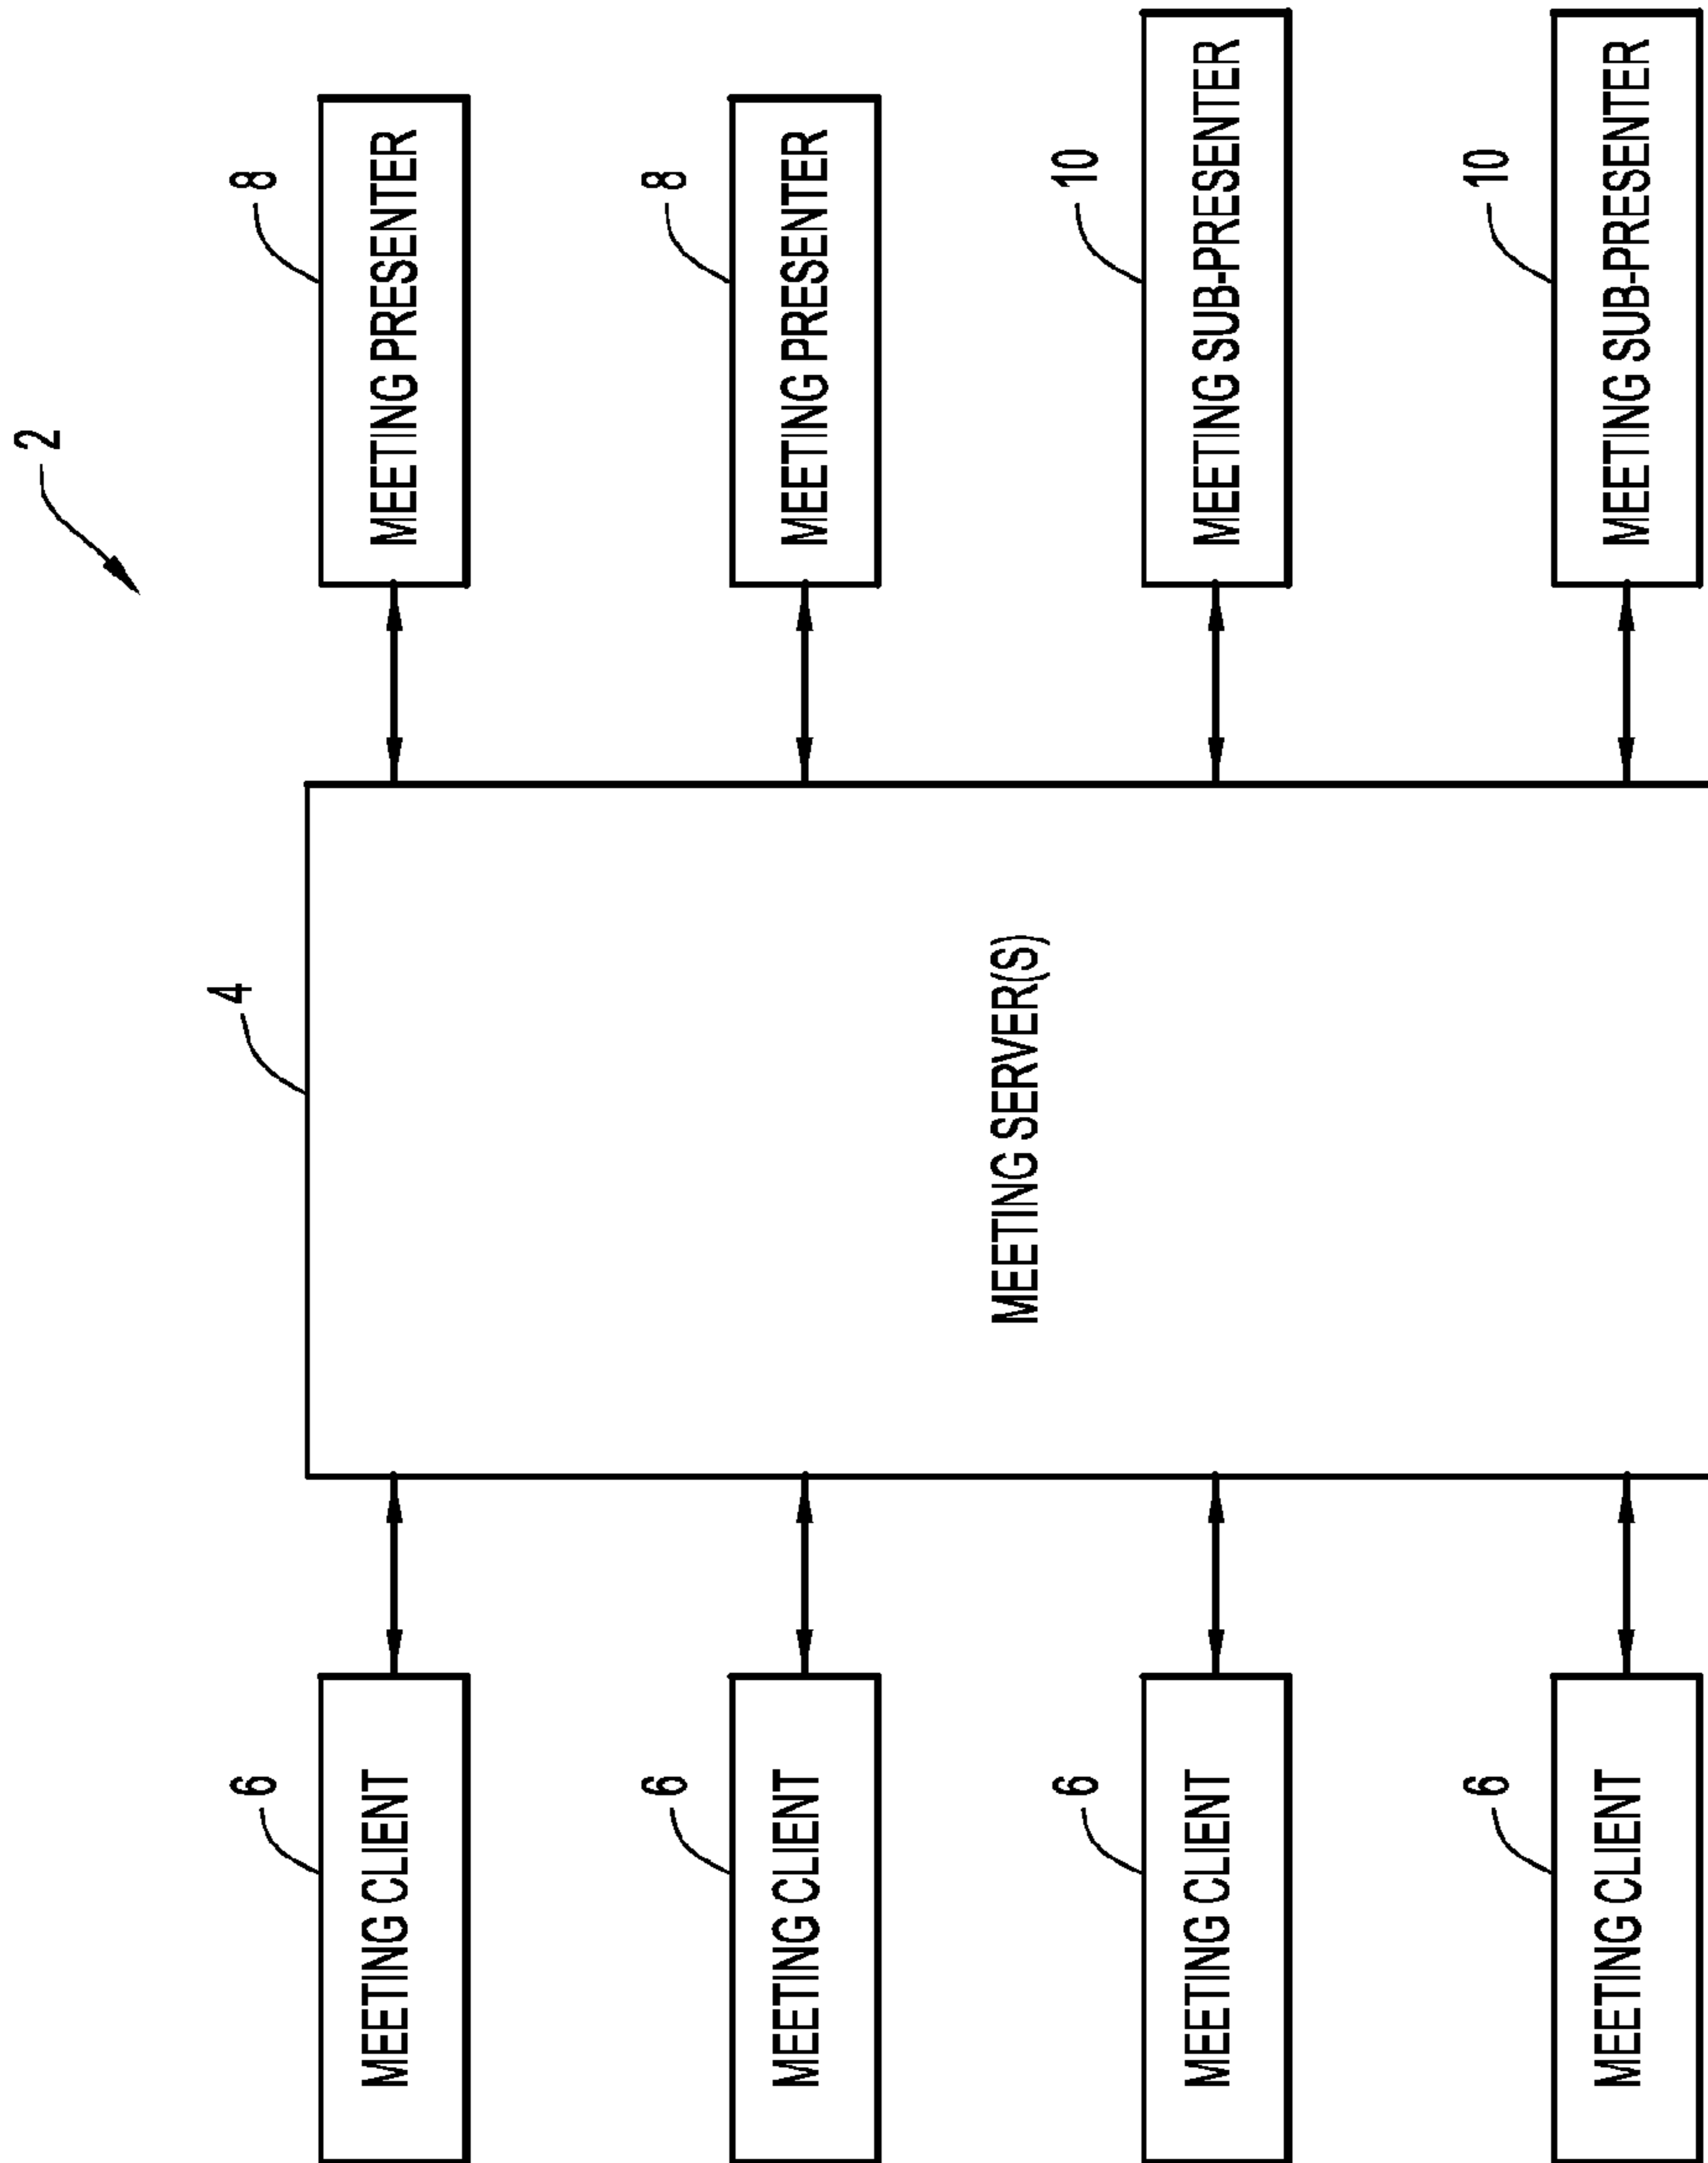 2
6
4
8
MEETING CLIENT
MEETING PRESENTER
6
8
MEETING CLIENT
MEETING PRESENTER
MEETING SERVER(S)
6
10
MEETING CLIENT
MEETING SUB-PRESENTER
6
10
MEETING CLIENT
MEETING SUB-PRESENTER